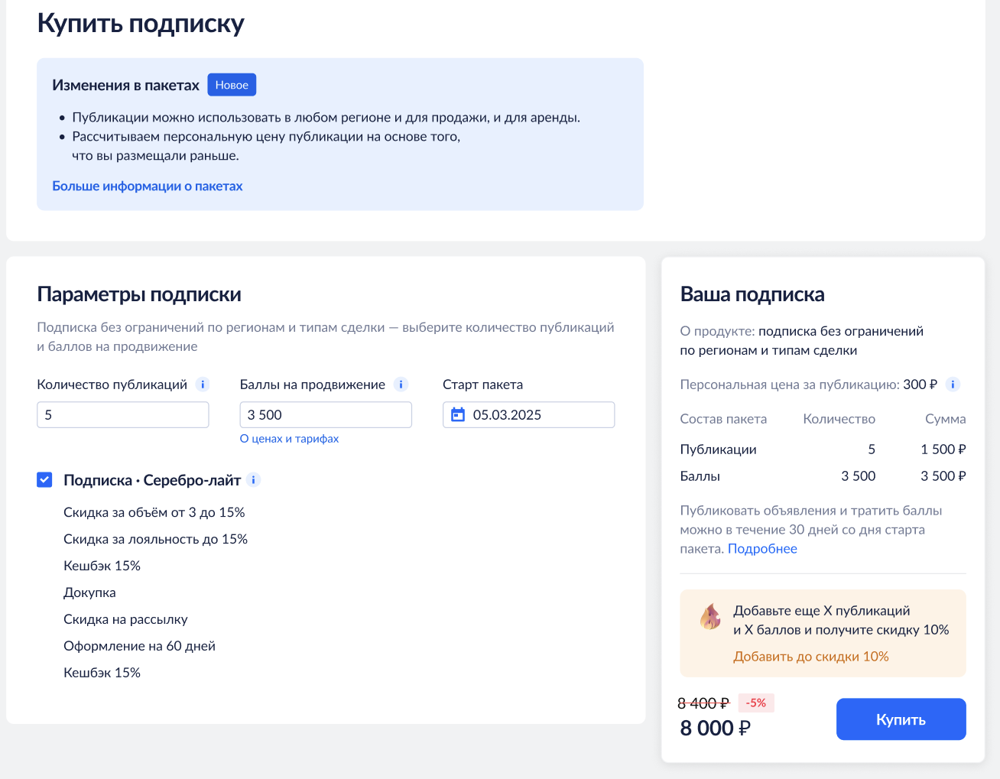 Купить подписку
Изменения в пакетах Новое
• Публикации можно использовать в любом регионе и для продажи, и для аренды.
• Рассчитываем персональную цену публикации на основе того,
что вы размещали раньше.
Больше информации о пакетах
Параметры подписки
Подписка без ограничений по регионам и типам сделки — выберите количество публикаций
и баллов на продвижение
Количество публикаций i Баллы на продвижение i Старт пакета
5 3 500 05.03.2025
О ценах и тарифах
Подписка · Серебро-лайт i
Скидка за объём от 3 до 15%
Скидка за лояльность до 15%
Кешбэк 15%
Докупка
Скидка на рассылку
Оформление на 60 дней
Кешбэк 15%
Ваша подписка
О продукте: подписка без ограничений
по регионам и типам сделки
Персональная цена за публикацию: 300 ₽ i
Состав пакета Количество Сумма
Публикации 5 1 500 ₽
Баллы 3 500 3 500 ₽
Публиковать объявления и тратить баллы
можно в течение 30 дней со дня старта
пакета. Подробнее
Добавьте еще X публикаций
и X баллов и получите скидку 10%
Добавить до скидки 10%
8 400 ₽ -5%
8 000 ₽
Купить